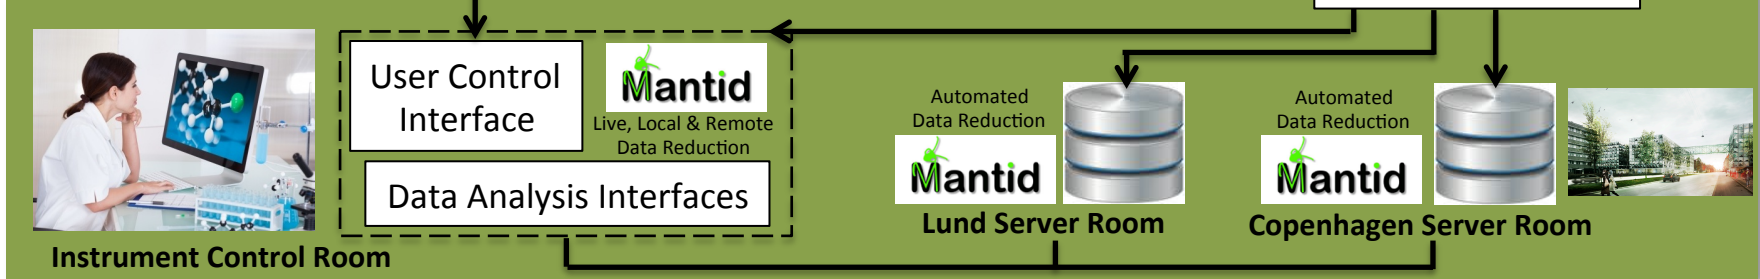 User Control
Interface
Mantid
Live, Local & Remote
Data Reduction
Data Analysis Interfaces
Instrument Control Room
Automated
Data Reduction
Mantid
Lund Server Room
Automated
Data Reduction
Mantid
Copenhagen Server Room